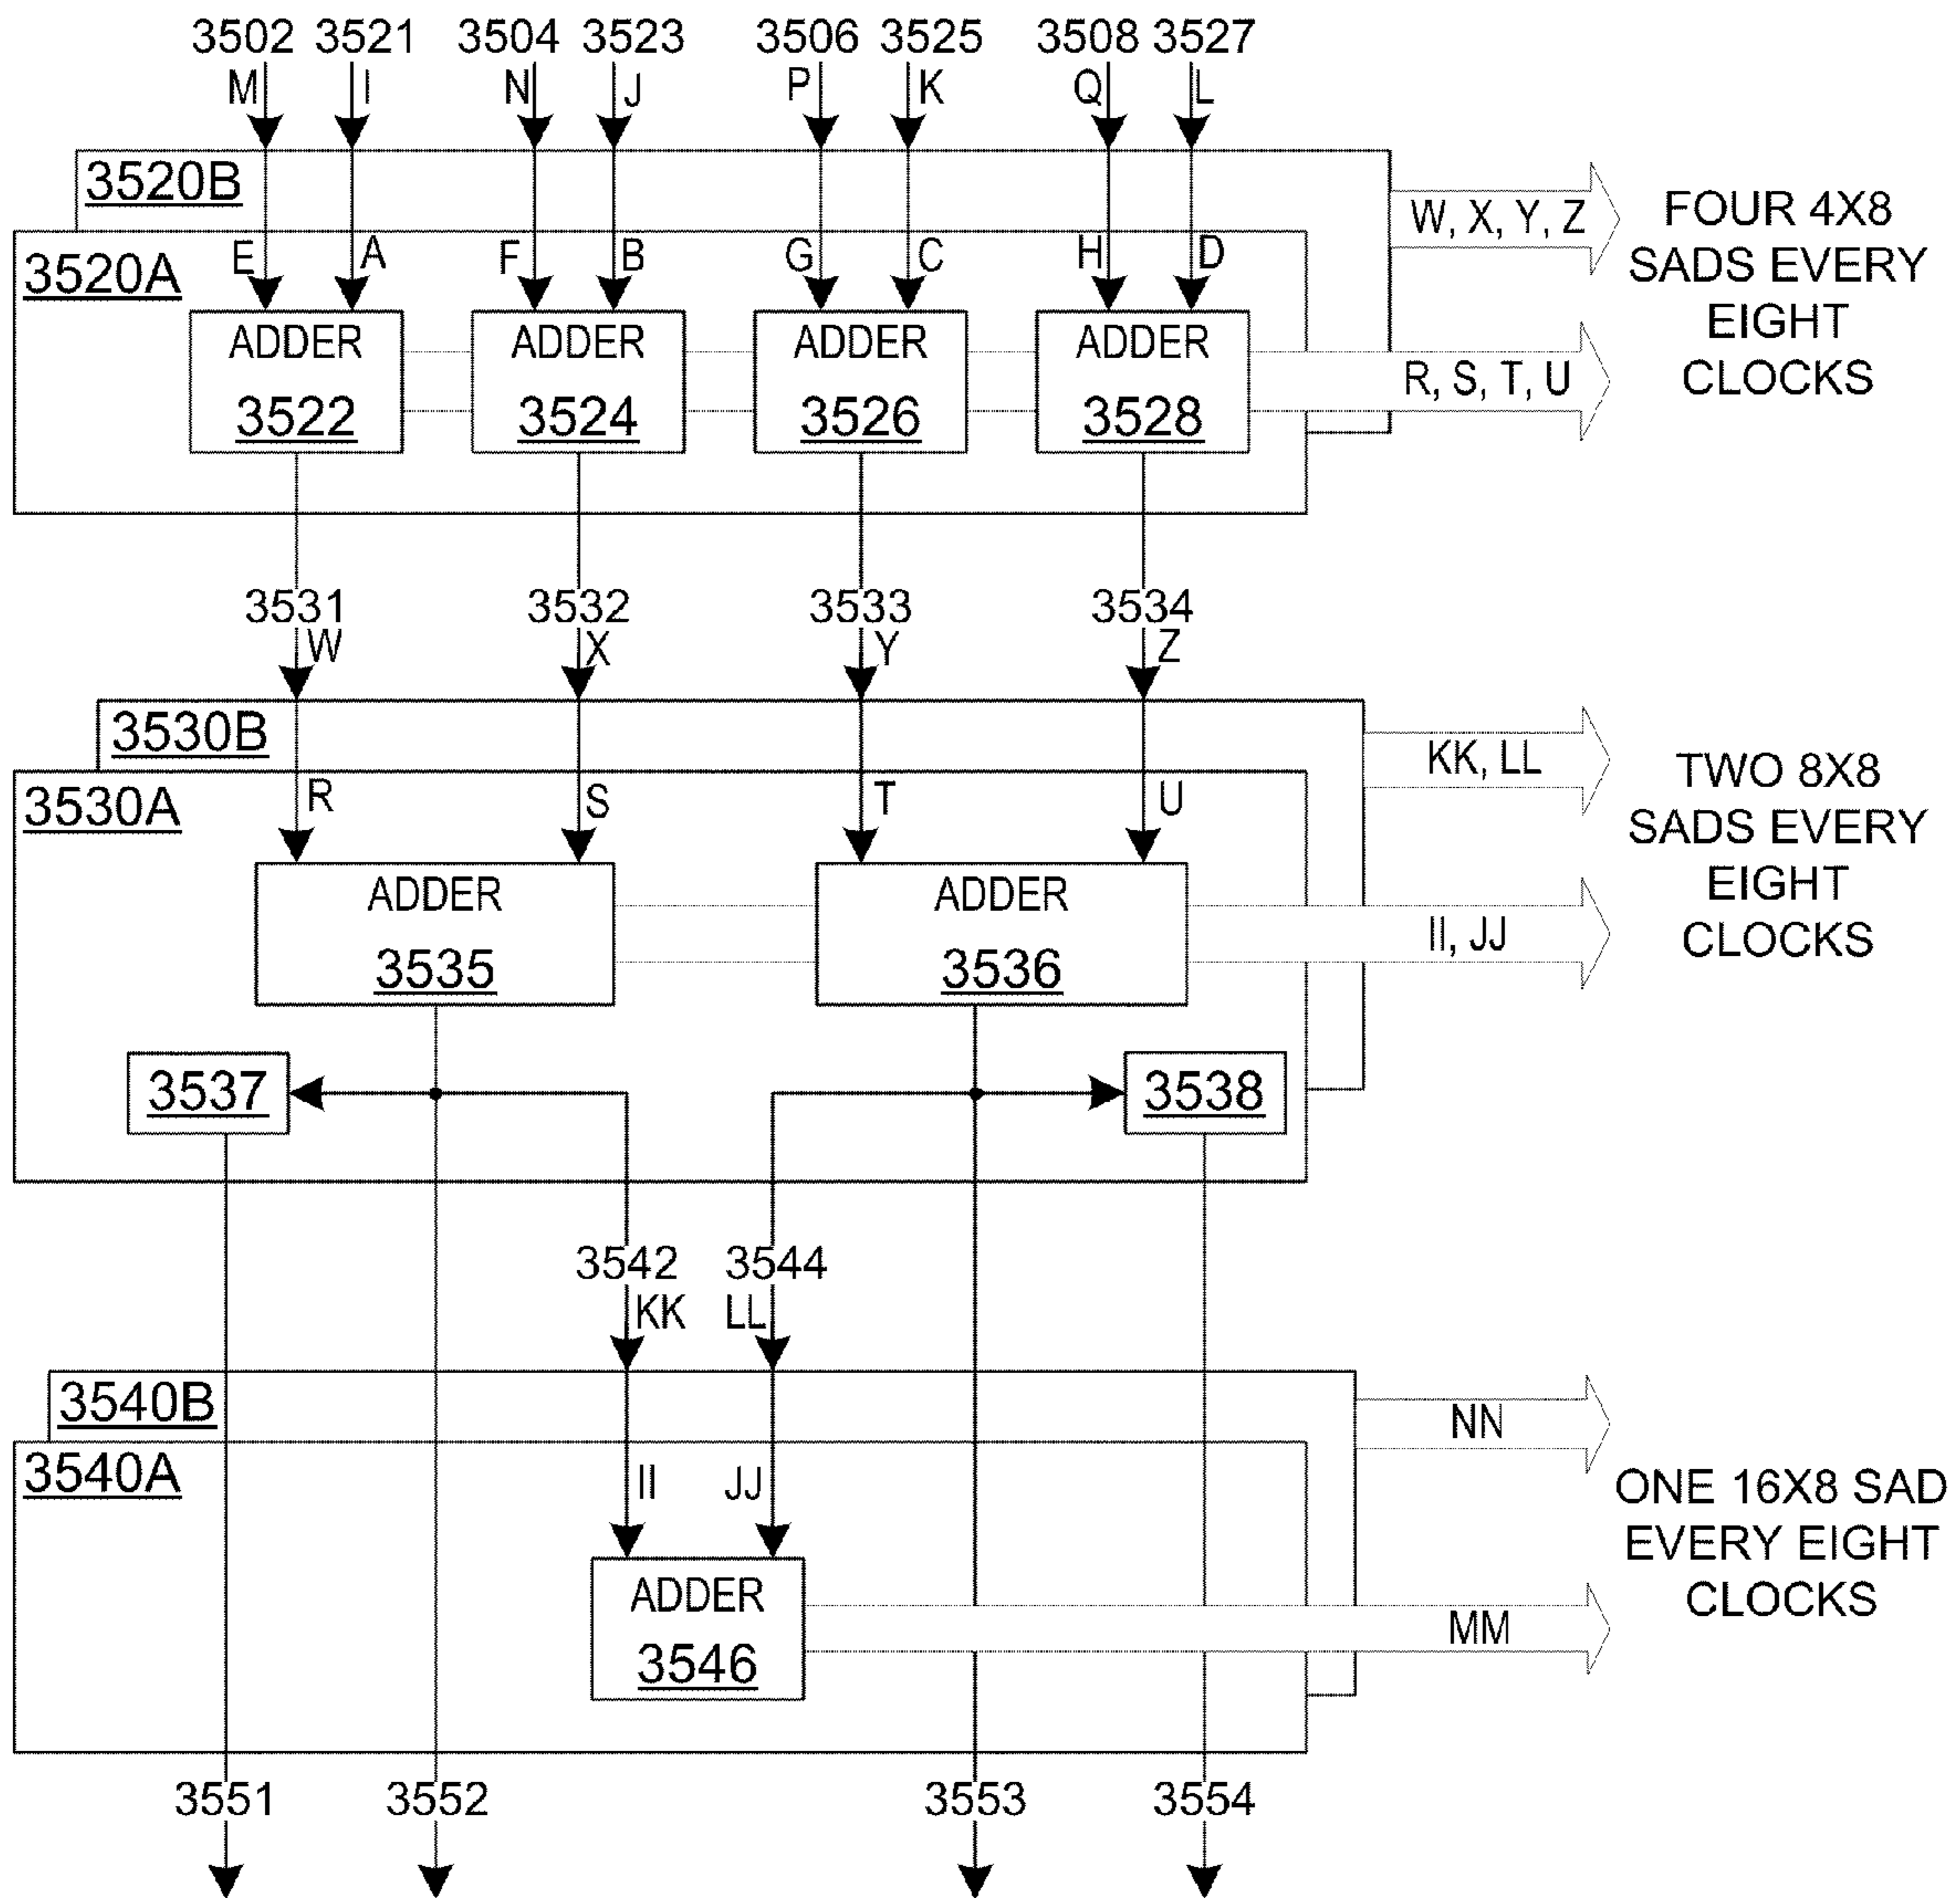 3502 3521 3504 3523 3506 3525 3508 3527
M I N J P K Q L
3520B
W, X, Y, Z
FOUR 4X8
SADS EVERY
EIGHT
CLOCKS
3520A
E A F B G C H D
ADDER ADDER ADDER ADDER
3522 3524 3526 3528
R, S, T, U
3531 3532 3533 3534
W X Y Z
3530B
KK, LL
TWO 8X8
SADS EVERY
EIGHT
CLOCKS
3530A
R S T U
ADDER ADDER
3535 3536
II, JJ
3537 3538
3542 3544
KK LL
3540B
NN
3540A
II JJ
ONE 16X8 SAD
EVERY EIGHT
CLOCKS
ADDER
3546
MM
3551 3552 3553 3554